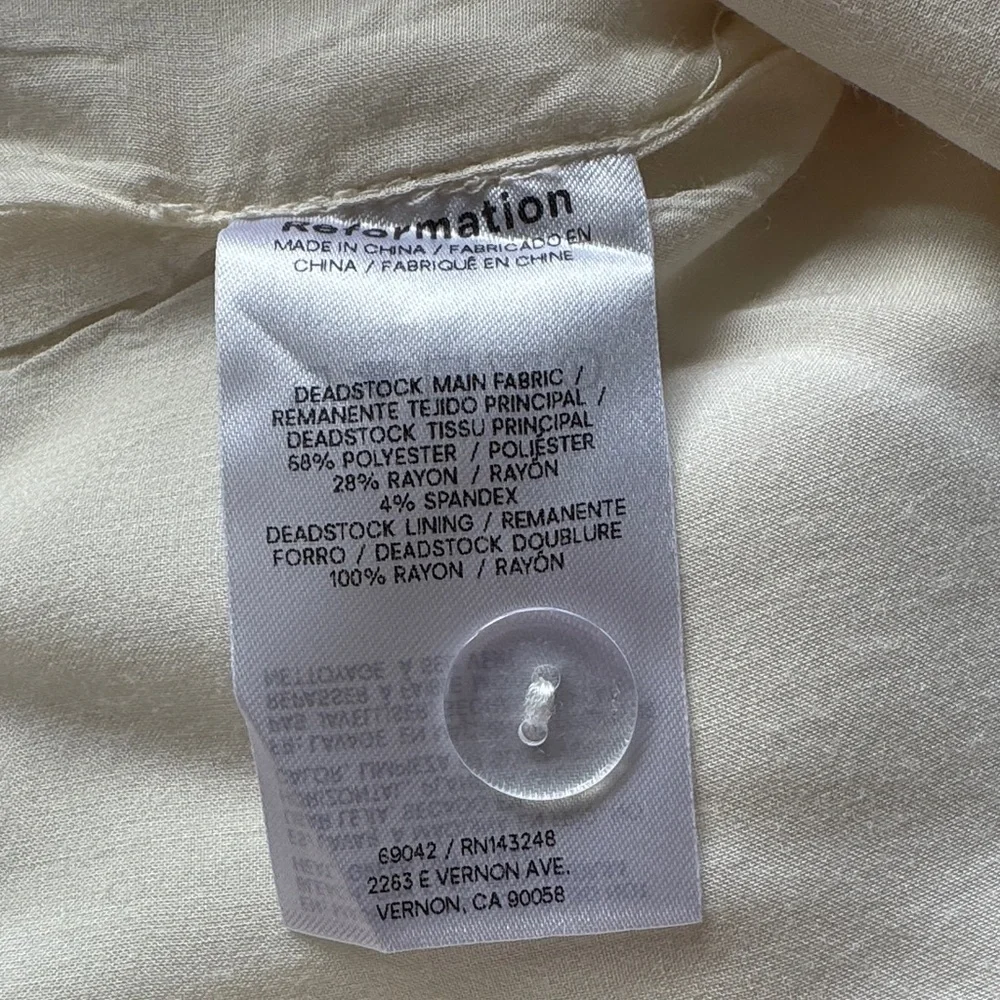 Reformation
MADE IN CHINA / FABRICADO EN
CHINA / FABRIQUÉ EN CHINE
DEADSTOCK MAIN FABRIC /
REMANENTE TEJIDO PRINCIPAL /
DEADSTOCK TISSU PRINCIPAL
68% POLYESTER / POLIÉSTER
28% RAYON / RAYÓN
4% SPANDEX
DEADSTOCK LINING / REMANENTE
FORRO / DEADSTOCK DOUBLURE
100% RAYON / RAYÓN
69042 / RN143248
2263 E VERNON AVE.
VERNON, CA 90058